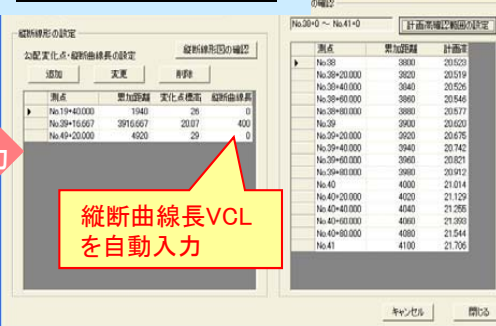 縦断線形の設定
勾配変化点・縦断曲線長の設定
縦断線形図の確認
追加 変更 削除
測点 累加距離 変化点標高 縦断曲線長
No.19+40.000 1940 26 0
No.39+16.667 3916.667 20.07 400
No.49+20.000 4920 29 0
力
縦断曲線長VCL
を自動入力
の確認
No.38+0 ~ No.41+0
計画高確認範囲の設定
測点 累加距離 計画高
No.38 3800 20.523
No.38+20.000 3820 20.519
No.38+40.000 3840 20.526
No.38+60.000 3860 20.546
No.38+80.000 3880 20.577
No.39 3900 20.620
No.39+20.000 3920 20.675
No.39+40.000 3940 20.742
No.39+60.000 3960 20.821
No.39+80.000 3980 20.912
No.40 4000 21.014
No.40+20.000 4020 21.129
No.40+40.000 4040 21.255
No.40+60.000 4060 21.393
No.40+80.000 4080 21.544
No.41 4100 21.706
キャンセル 閉じる